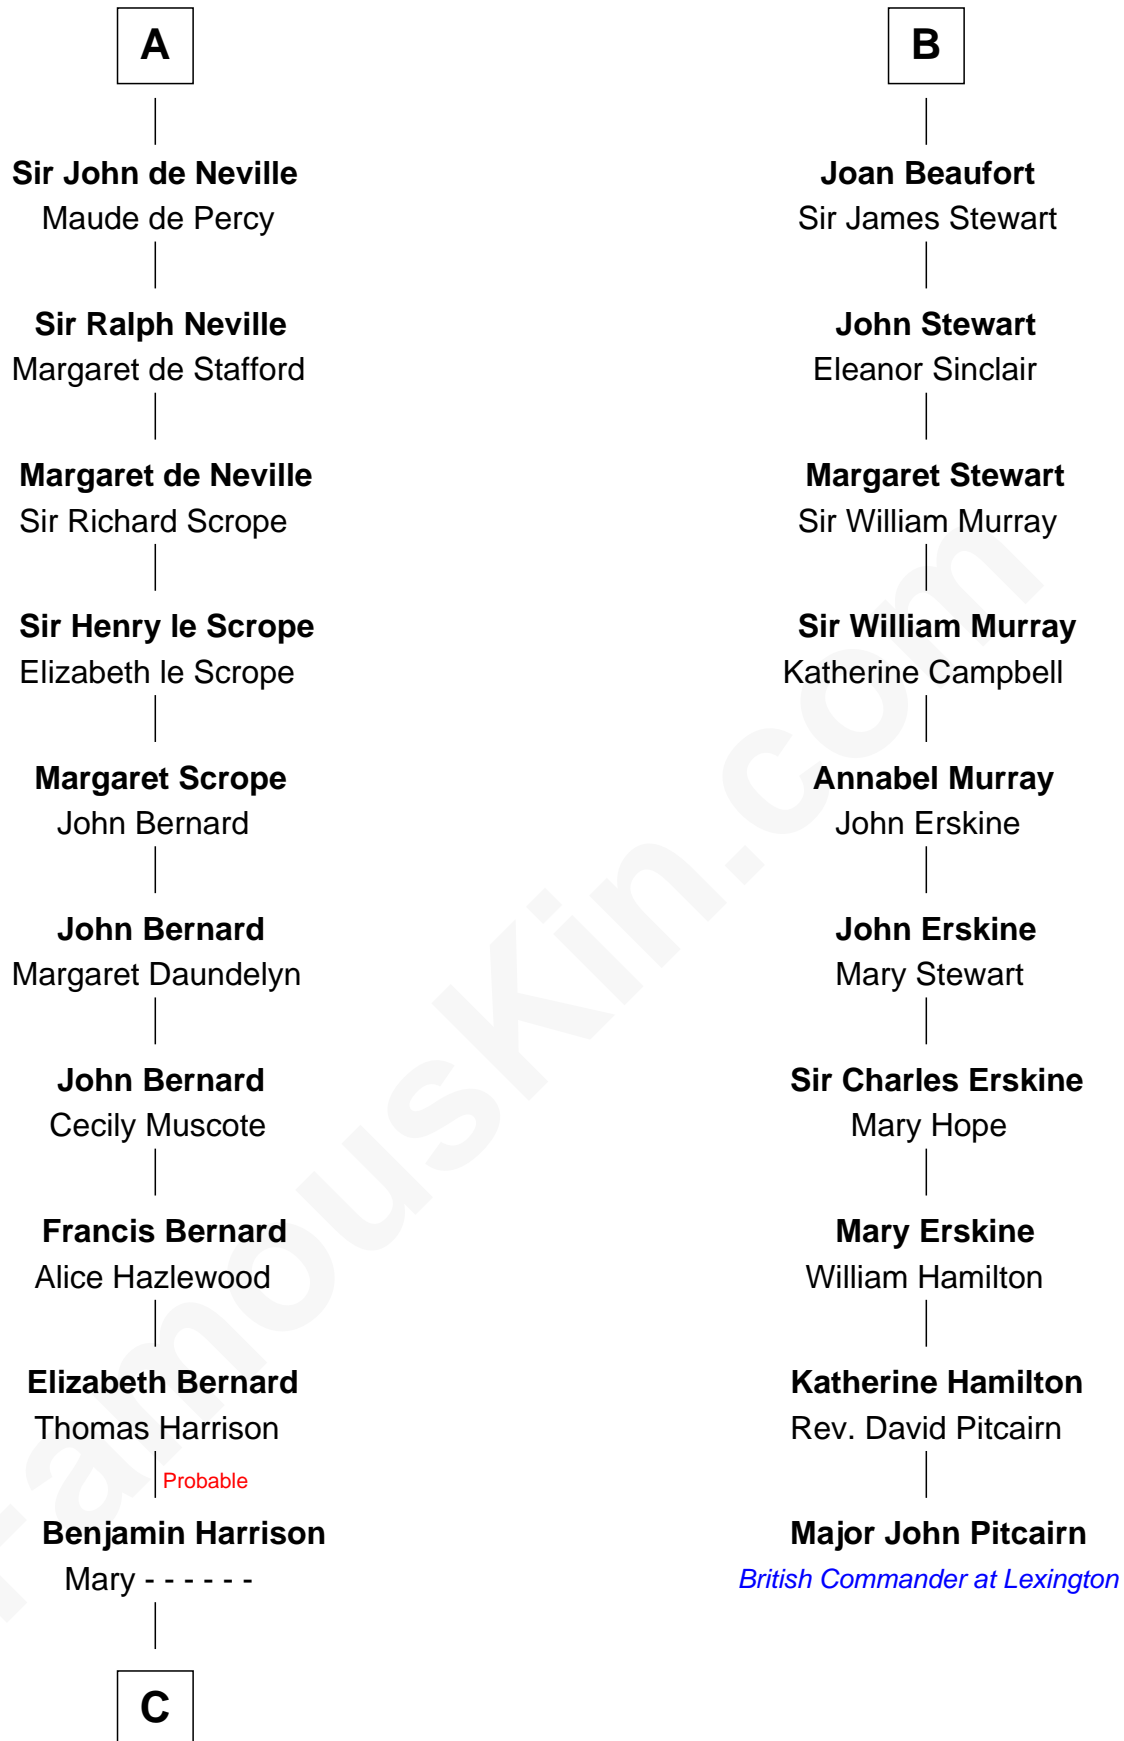 A
Sir John de Neville
Maude de Percy
Sir Ralph Neville
Margaret de Stafford
Margaret de Neville
Sir Richard Scrope
Sir Henry le Scrope
Elizabeth le Scrope
Margaret Scrope
John Bernard
John Bernard
Margaret Daundelyn
John Bernard
Cecily Muscote
Francis Bernard
Alice Hazlewood
Elizabeth Bernard
Thomas Harrison
Probable
Benjamin Harrison
Mary - - - - - -
C
B
Joan Beaufort
Sir James Stewart
John Stewart
Eleanor Sinclair
Margaret Stewart
Sir William Murray
Sir William Murray
Katherine Campbell
Annabel Murray
John Erskine
John Erskine
Mary Stewart
Sir Charles Erskine
Mary Hope
Mary Erskine
William Hamilton
Katherine Hamilton
Rev. David Pitcairn
Major John Pitcairn
British Commander at Lexington
FamousKin.com